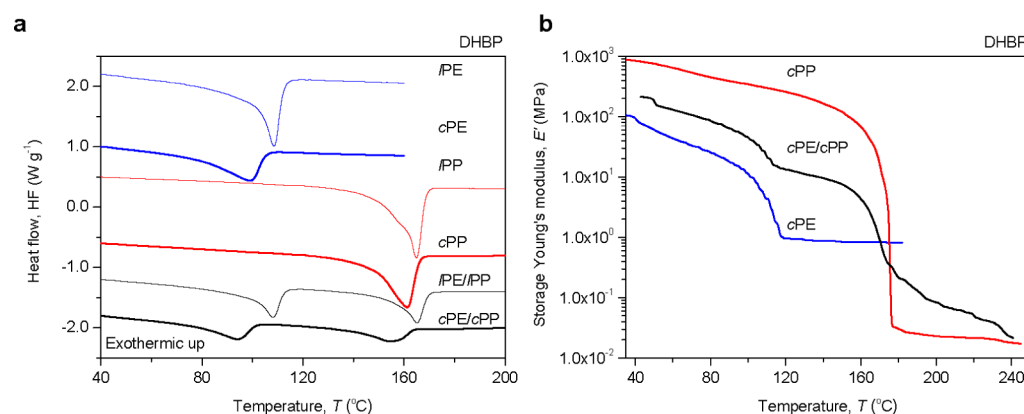 a
DHBP
lPE
cPE
lPP
cPP
lPE/lPP
cPE/cPP
Exothermic up
2.0
1.0
0.0
-1.0
-2.0
Heat flow, HF (W g⁻¹)
40
80
120
160
200
Temperature, T (°C)
b
DHBP
cPP
cPE/cPP
cPE
1.0x10³
1.0x10²
1.0x10¹
1.0x10⁰
1.0x10⁻¹
1.0x10⁻²
Storage Young's modulus, E' (MPa)
40
80
120
160
200
240
Temperature, T (°C)